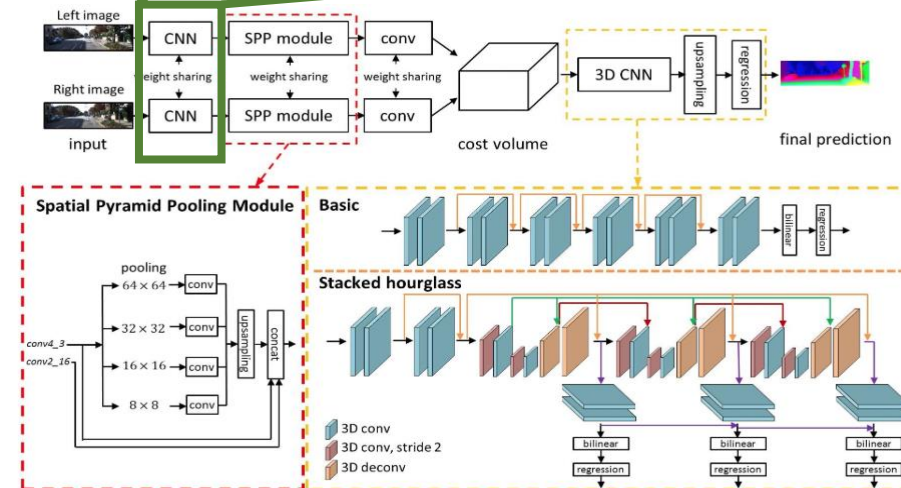 Left image
CNN
SPP module
conv
weight sharing
weight sharing
weight sharing
Right image
CNN
SPP module
conv
input
cost volume
3D CNN
upsampling
regression
final prediction
Spatial Pyramid Pooling Module
pooling
64 × 64
conv
32 × 32
conv
16 × 16
conv
8 × 8
conv
conv4_3
conv2_16
upsampling
concat
Basic
bilinear
regression
Stacked hourglass
3D conv
3D conv, stride 2
3D deconv
bilinear
bilinear
bilinear
regression
regression
regression